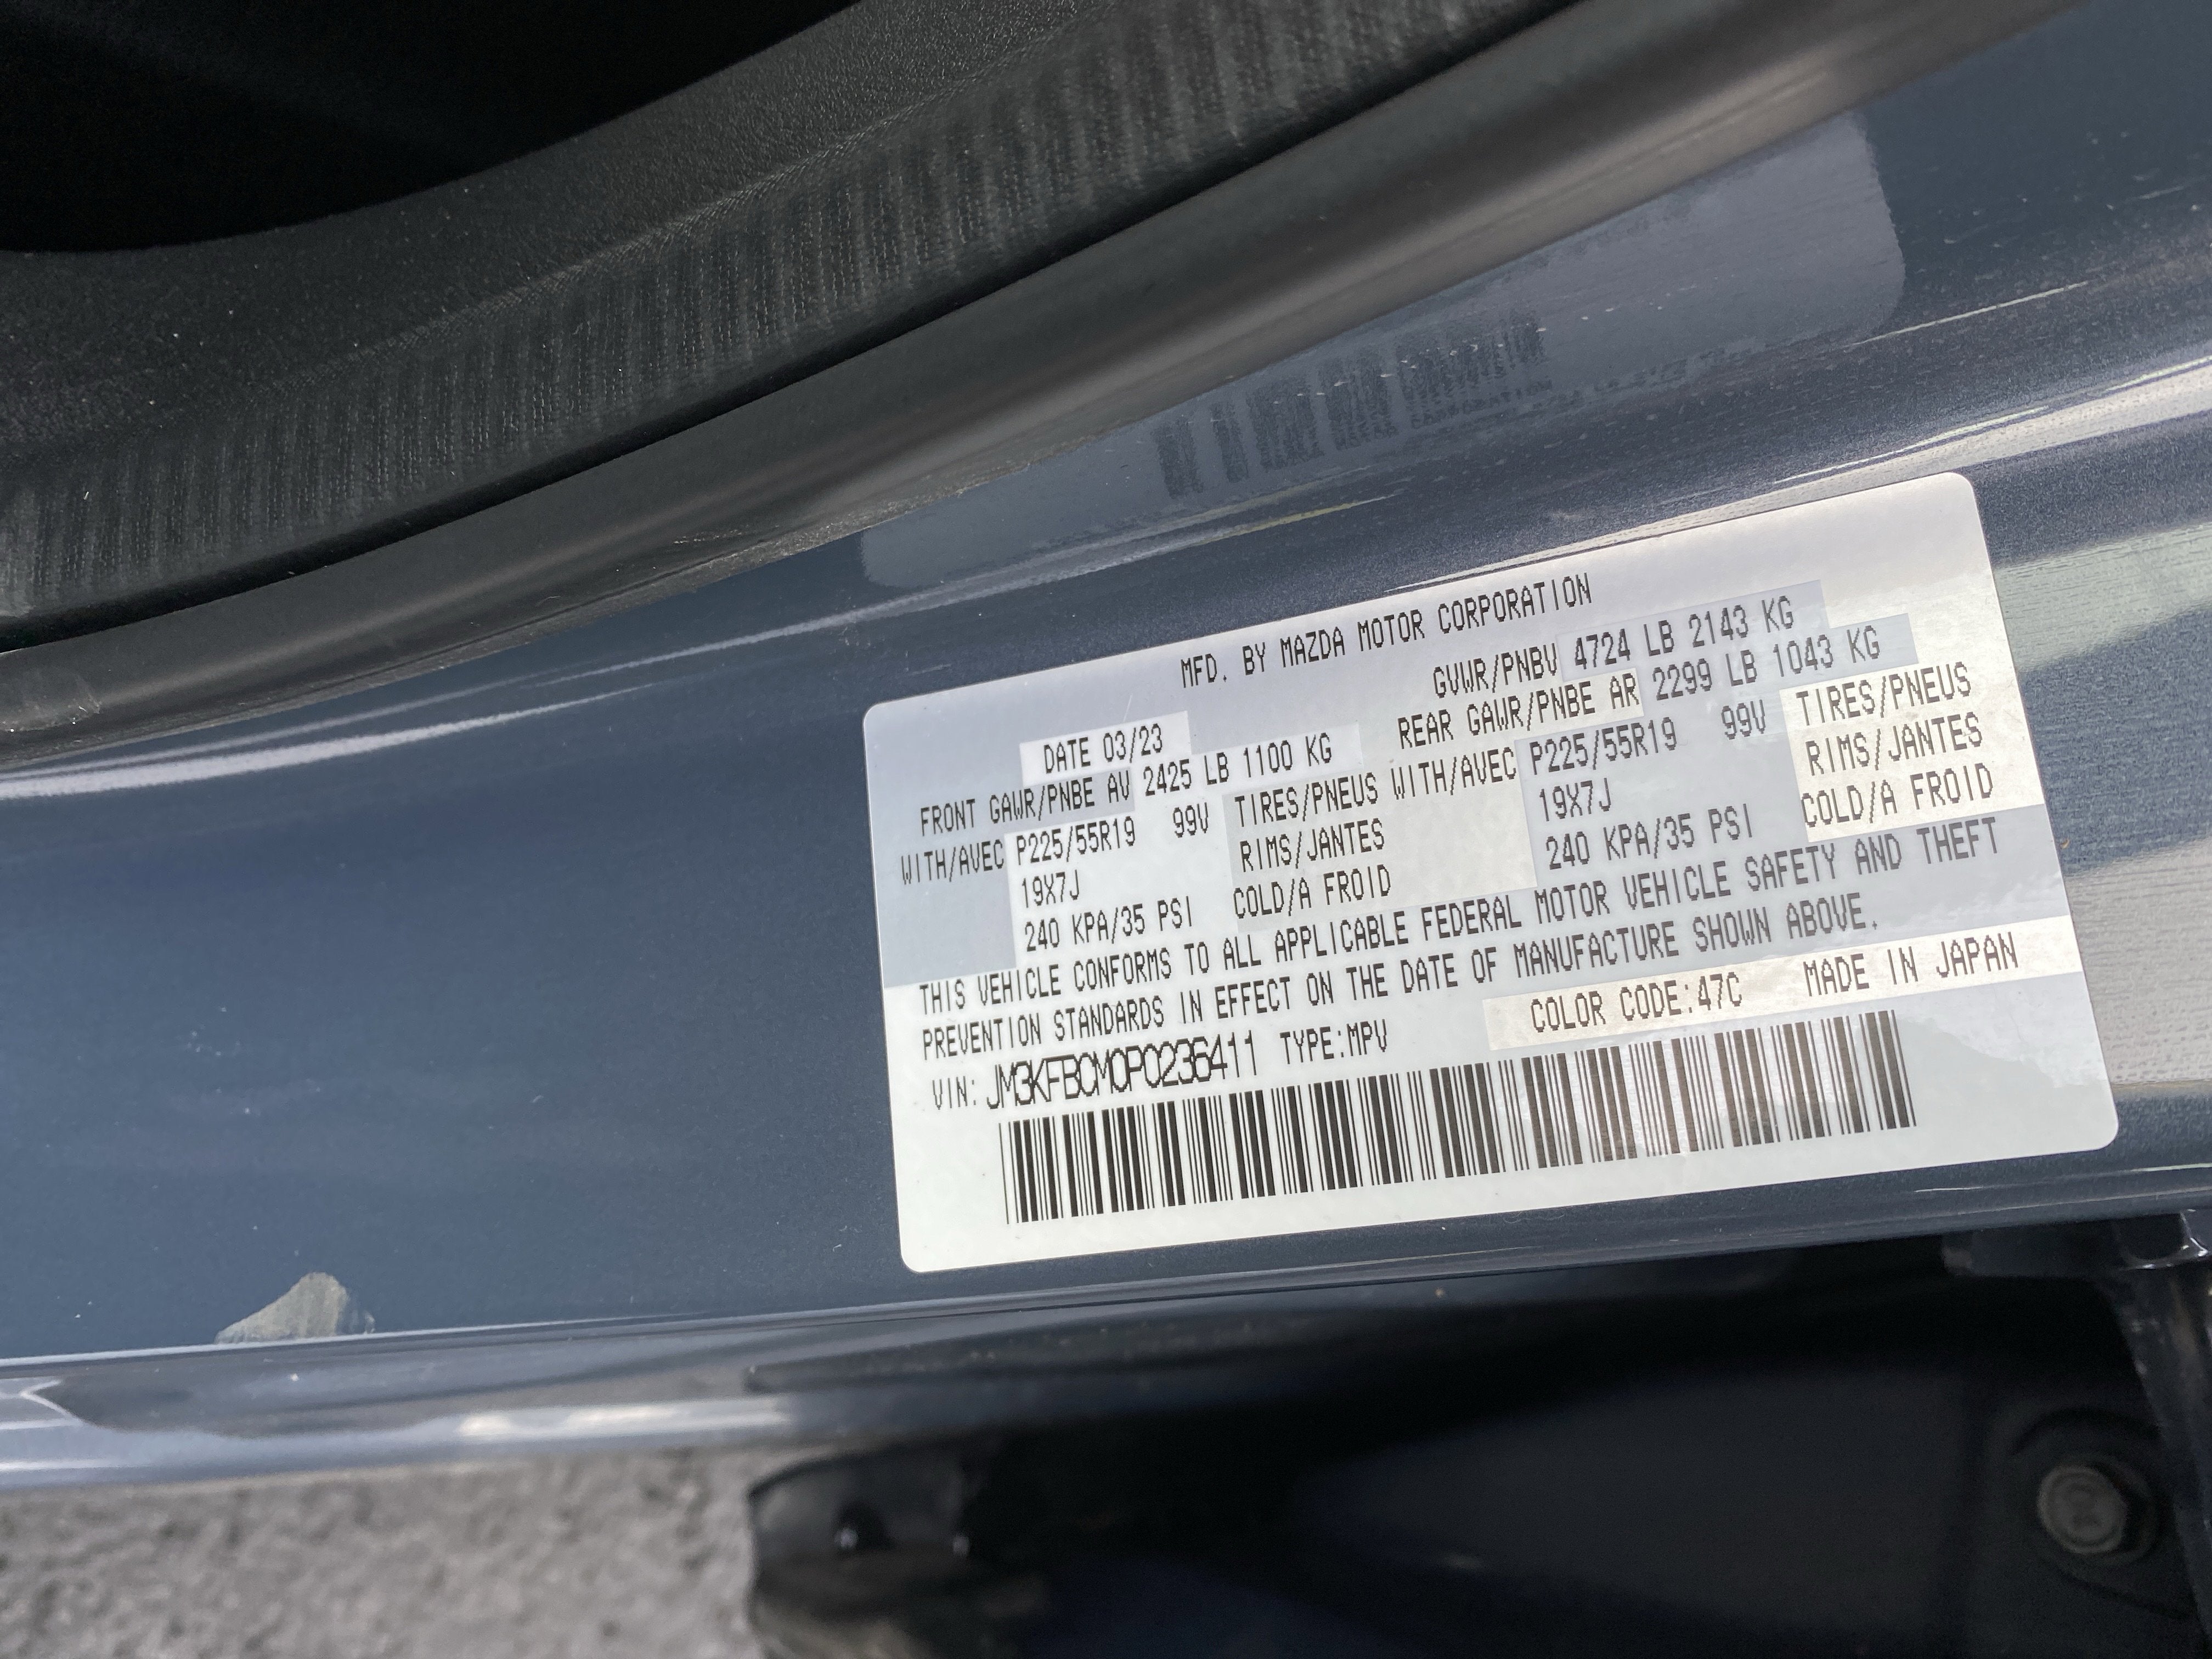 MFD. BY MAZDA MOTOR CORPORATION
DATE 03/23 GVWR/PNBV 4724 LB 2143 KG
FRONT GAWR/PNBE AV 2425 LB 1100 KG REAR GAWR/PNBE AR 2299 LB 1043 KG
WITH/AVEC P225/55R19 99V TIRES/PNEUS WITH/AVEC P225/55R19 99V TIRES/PNEUS
19X7J RIMS/JANTES 19X7J RIMS/JANTES
240 KPA/35 PSI COLD/A FROID 240 KPA/35 PSI COLD/A FROID
THIS VEHICLE CONFORMS TO ALL APPLICABLE FEDERAL MOTOR VEHICLE SAFETY AND THEFT
PREVENTION STANDARDS IN EFFECT ON THE DATE OF MANUFACTURE SHOWN ABOVE.
VIN: JM3KFBCM0P0236411 TYPE:MPV COLOR CODE:47C MADE IN JAPAN